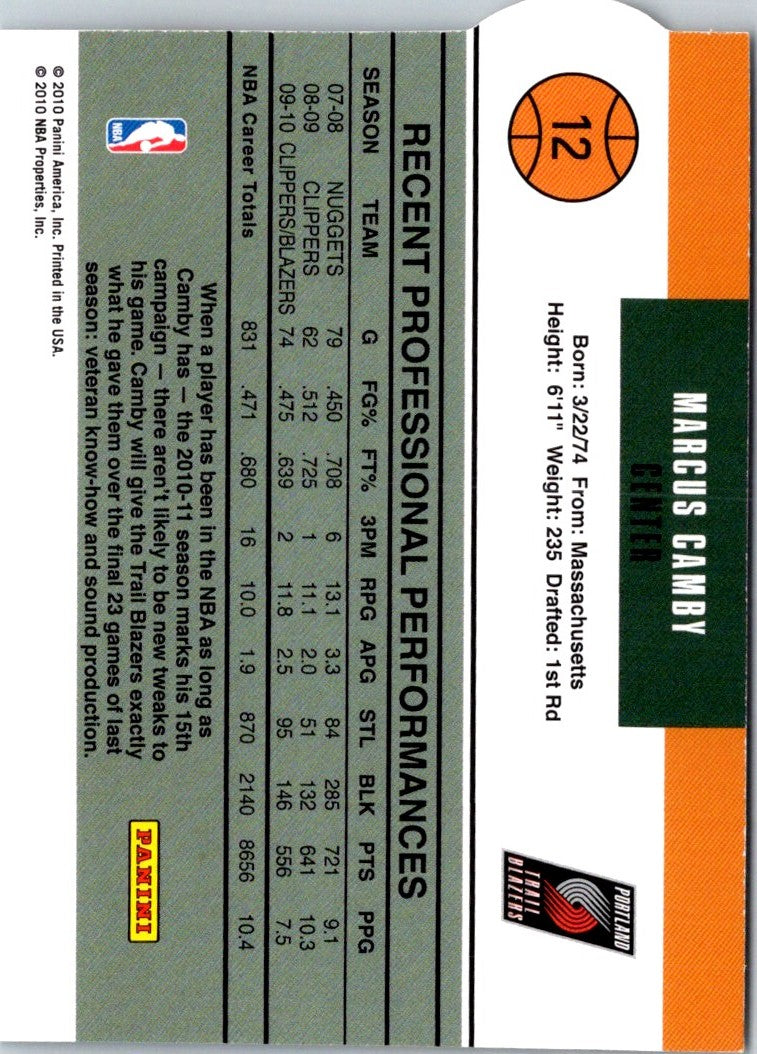 MARCUS CAMBY
CENTER
12
Born: 3/22/74 From: Massachusetts
Height: 6'11" Weight: 235 Drafted: 1st Rd
PORTLAND
TRAIL
BLAZERS
RECENT PROFESSIONAL PERFORMANCES
SEASON TEAM G FG% FT% 3PM RPG APG STL BLK PTS PPG
07-08 NUGGETS 79 .450 .708 6 13.1 3.3 84 285 721 9.1
08-09 CLIPPERS 62 .512 .725 1 11.1 2.0 51 132 641 10.3
09-10 CLIPPERS/BLAZERS 74 .475 .639 2 11.8 2.5 95 146 556 7.5
NBA Career Totals 831 .471 .680 16 10.0 1.9 870 2140 8656 10.4
When a player has been in the NBA as long as
Camby has — the 2010-11 season marks his 15th
campaign — there aren't likely to be new tweaks to
his game. Camby will give the Trail Blazers exactly
what he gave them over the final 23 games of last
season: veteran know-how and sound production.
NBA
PANINI
© 2010 Panini America, Inc. Printed in the USA.
© 2010 NBA Properties, Inc.